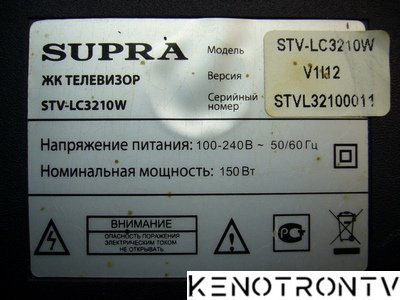 SUPRA
ЖК ТЕЛЕВИЗОР
STV-LC3210W
Модель
STV-LC3210W
Версия
V1I12
Серийный номер
STVL32100011
Напряжение питания: 100-240В ~ 50/60 Гц
Номинальная мощность: 150 Вт
ВНИМАНИЕ
ОПАСНОСТЬ ПОРАЖЕНИЯ
ЭЛЕКТРИЧЕСКИМ ТОКОМ
НЕ ОТКРЫВАТЬ
KENOTRONTV